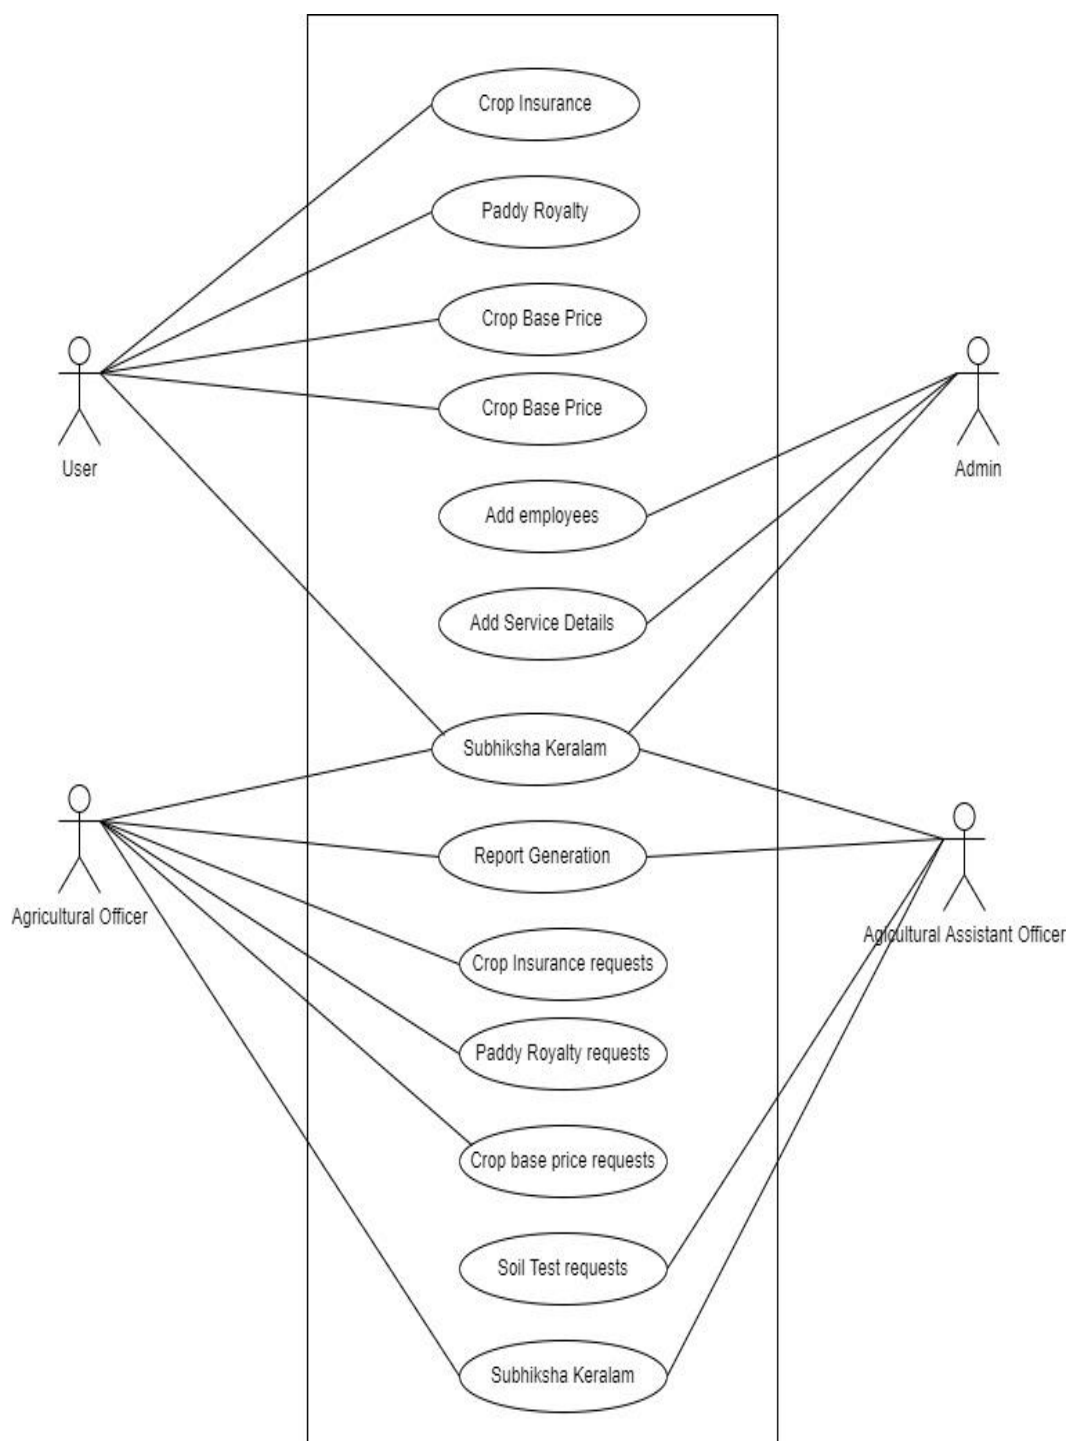 Crop Insurance
Paddy Royalty
Crop Base Price
Crop Base Price
User
Admin
Add employees
Add Service Details
Subhiksha Keralam
Report Generation
Agricultural Officer
Agicultural Assistant Officer
Crop Insurance requests
Paddy Royalty requests
Crop base price requests
Soil Test requests
Subhiksha Keralam